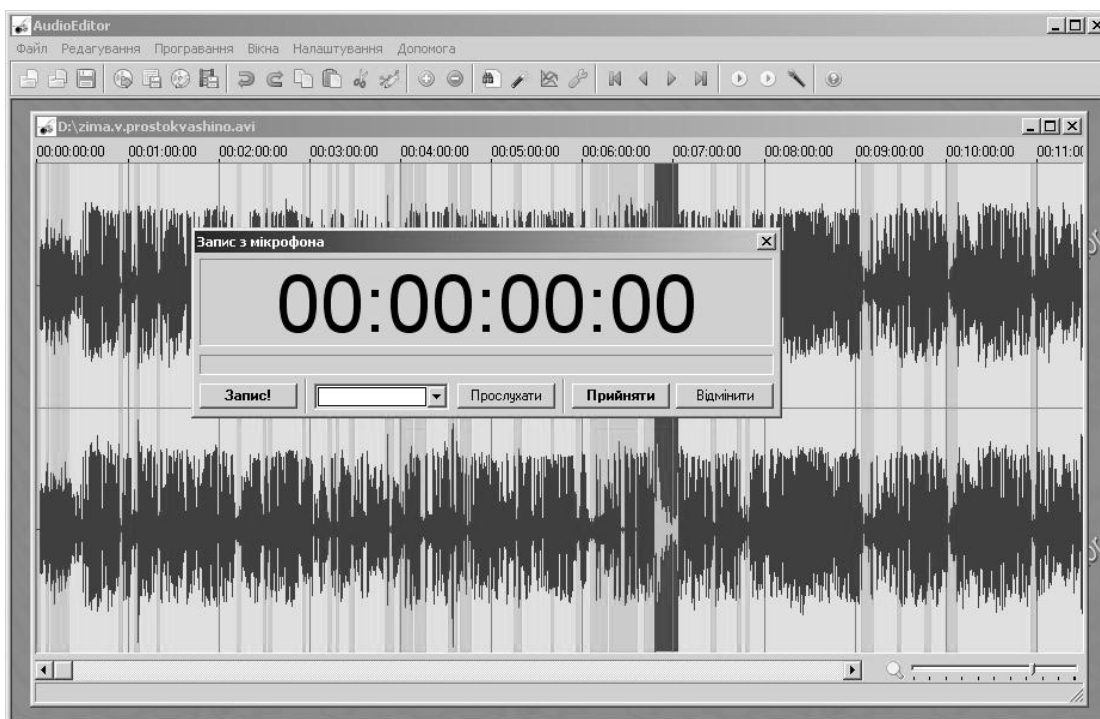 AudioEditor
Файл Редагування Програвання Вікна Налаштування Допомога
D:\zima.v.prostokvashino.avi
00:00:00:00 00:01:00:00 00:02:00:00 00:03:00:00 00:04:00:00 00:05:00:00 00:06:00:00 00:07:00:00 00:08:00:00 00:09:00:00 00:10:00:00 00:11:0
Запис з мікрофона
00:00:00:00
Запис! Прослухати Прийняти Відмінити